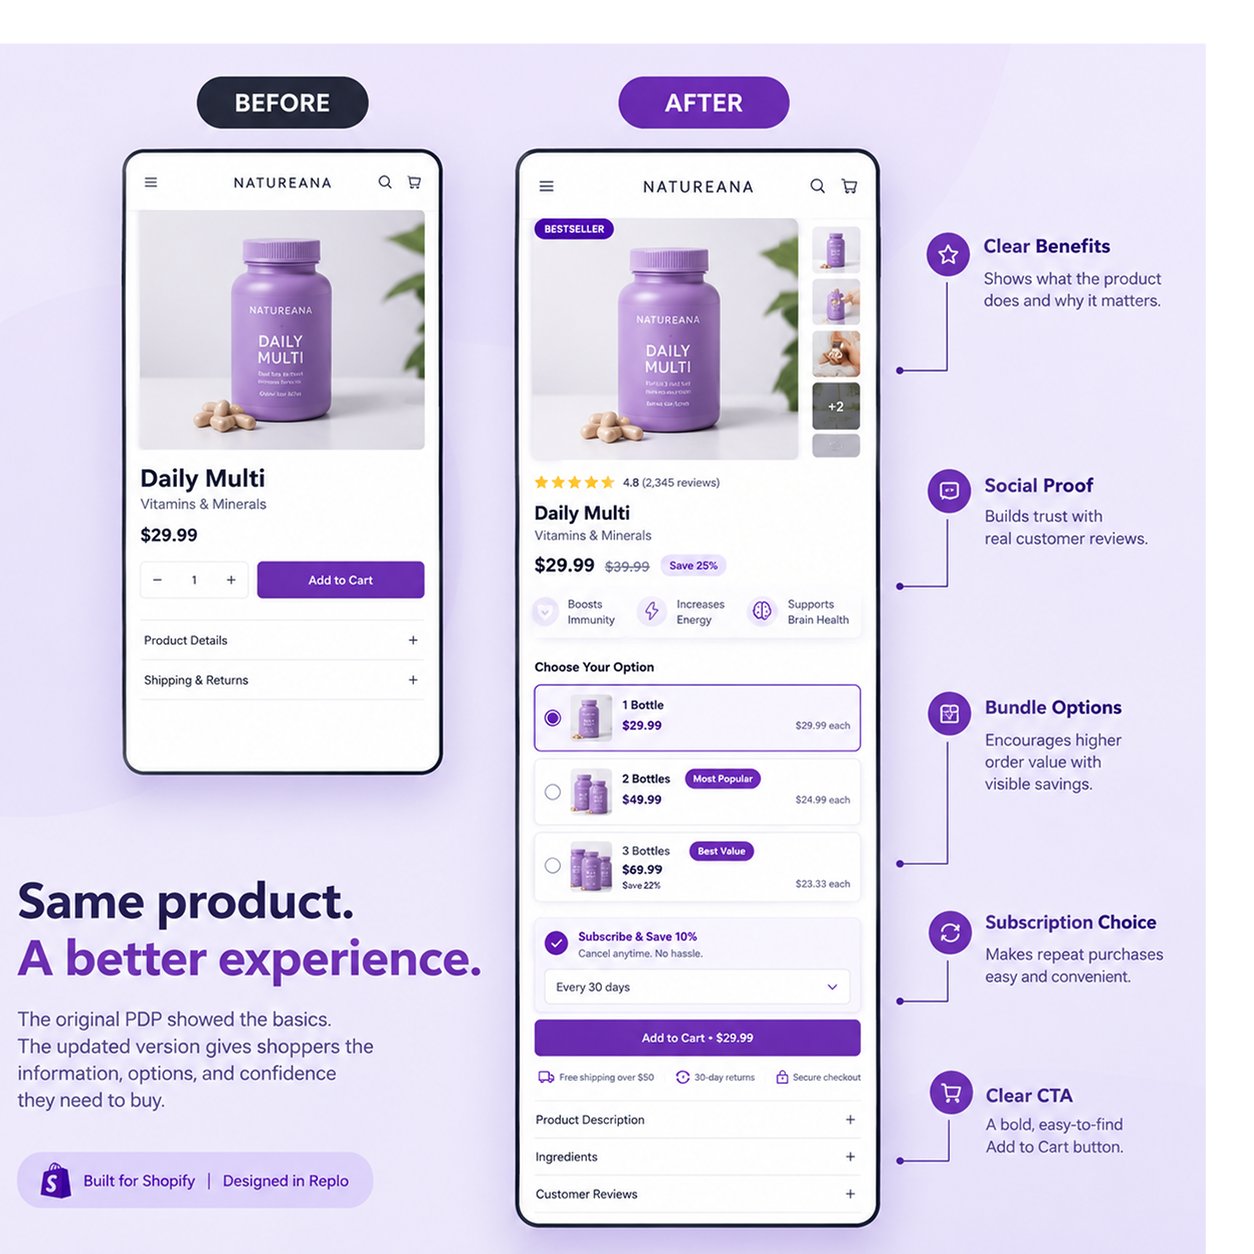 BEFORE
NATUREANA
NATUREANA
DAILY
MULTI
Daily Multi
Vitamins & Minerals
$29.99
− 1 +
Add to Cart
Product Details +
Shipping & Returns +
Same product.
A better experience.
The original PDP showed the basics.
The updated version gives shoppers the
information, options, and confidence
they need to buy.
Built for Shopify | Designed in Replo
AFTER
NATUREANA
BESTSELLER
NATUREANA
DAILY
MULTI
+2
4.8 (2,345 reviews)
Daily Multi
Vitamins & Minerals
$29.99 $39.99 Save 25%
Boosts
Immunity
Increases
Energy
Supports
Brain Health
Choose Your Option
1 Bottle
$29.99
$29.99 each
2 Bottles Most Popular
$49.99
$24.99 each
3 Bottles Best Value
$69.99
Save 22%
$23.33 each
Subscribe & Save 10%
Cancel anytime. No hassle.
Every 30 days
Add to Cart • $29.99
Free shipping over $50
30-day returns
Secure checkout
Product Description +
Ingredients +
Customer Reviews +
Clear Benefits
Shows what the product
does and why it matters.
Social Proof
Builds trust with
real customer reviews.
Bundle Options
Encourages higher
order value with
visible savings.
Subscription Choice
Makes repeat purchases
easy and convenient.
Clear CTA
A bold, easy-to-find
Add to Cart button.